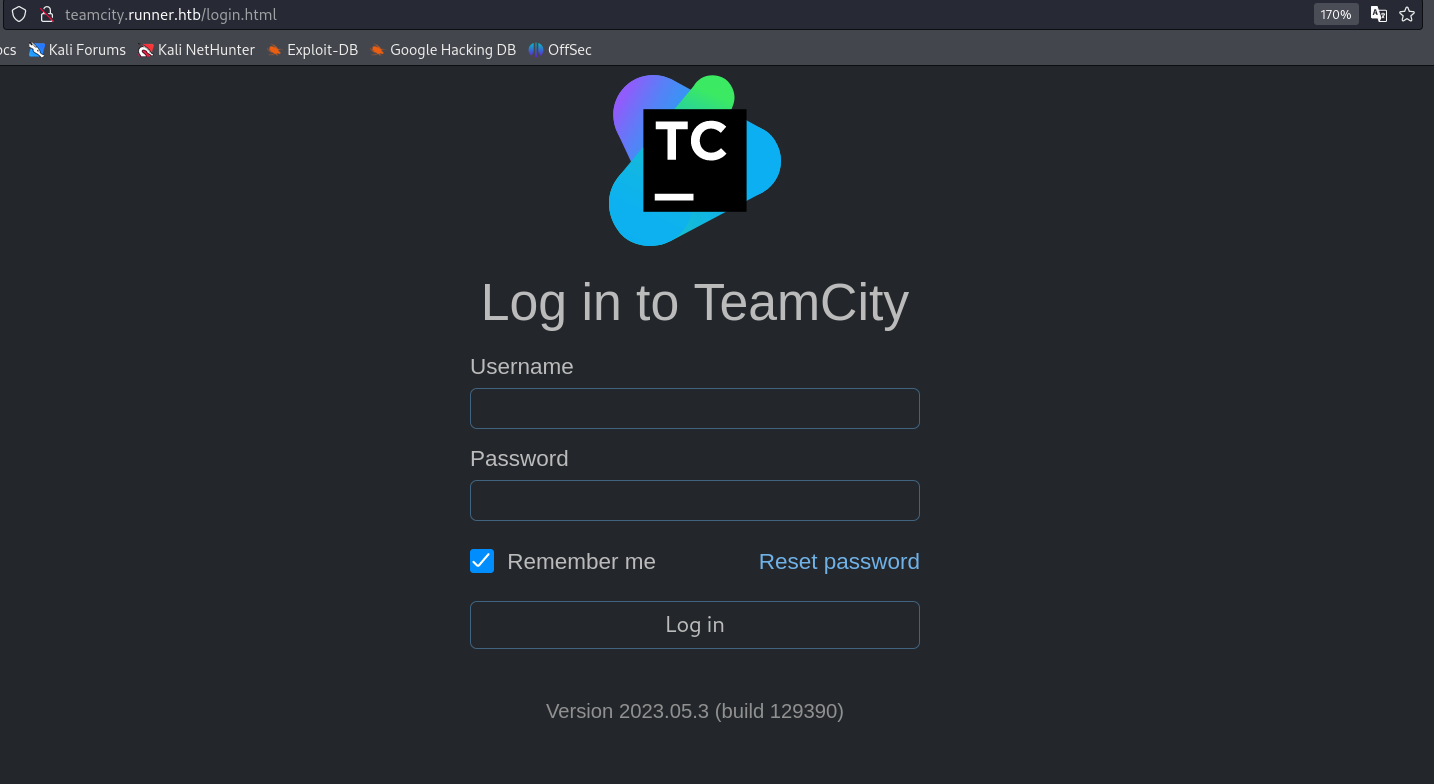 teamcity.runner.htb/login.html 170%
ocs Kali Forums Kali NetHunter Exploit-DB Google Hacking DB OffSec
TC
Log in to TeamCity
Username
Password
Remember me Reset password
Log in
Version 2023.05.3 (build 129390)